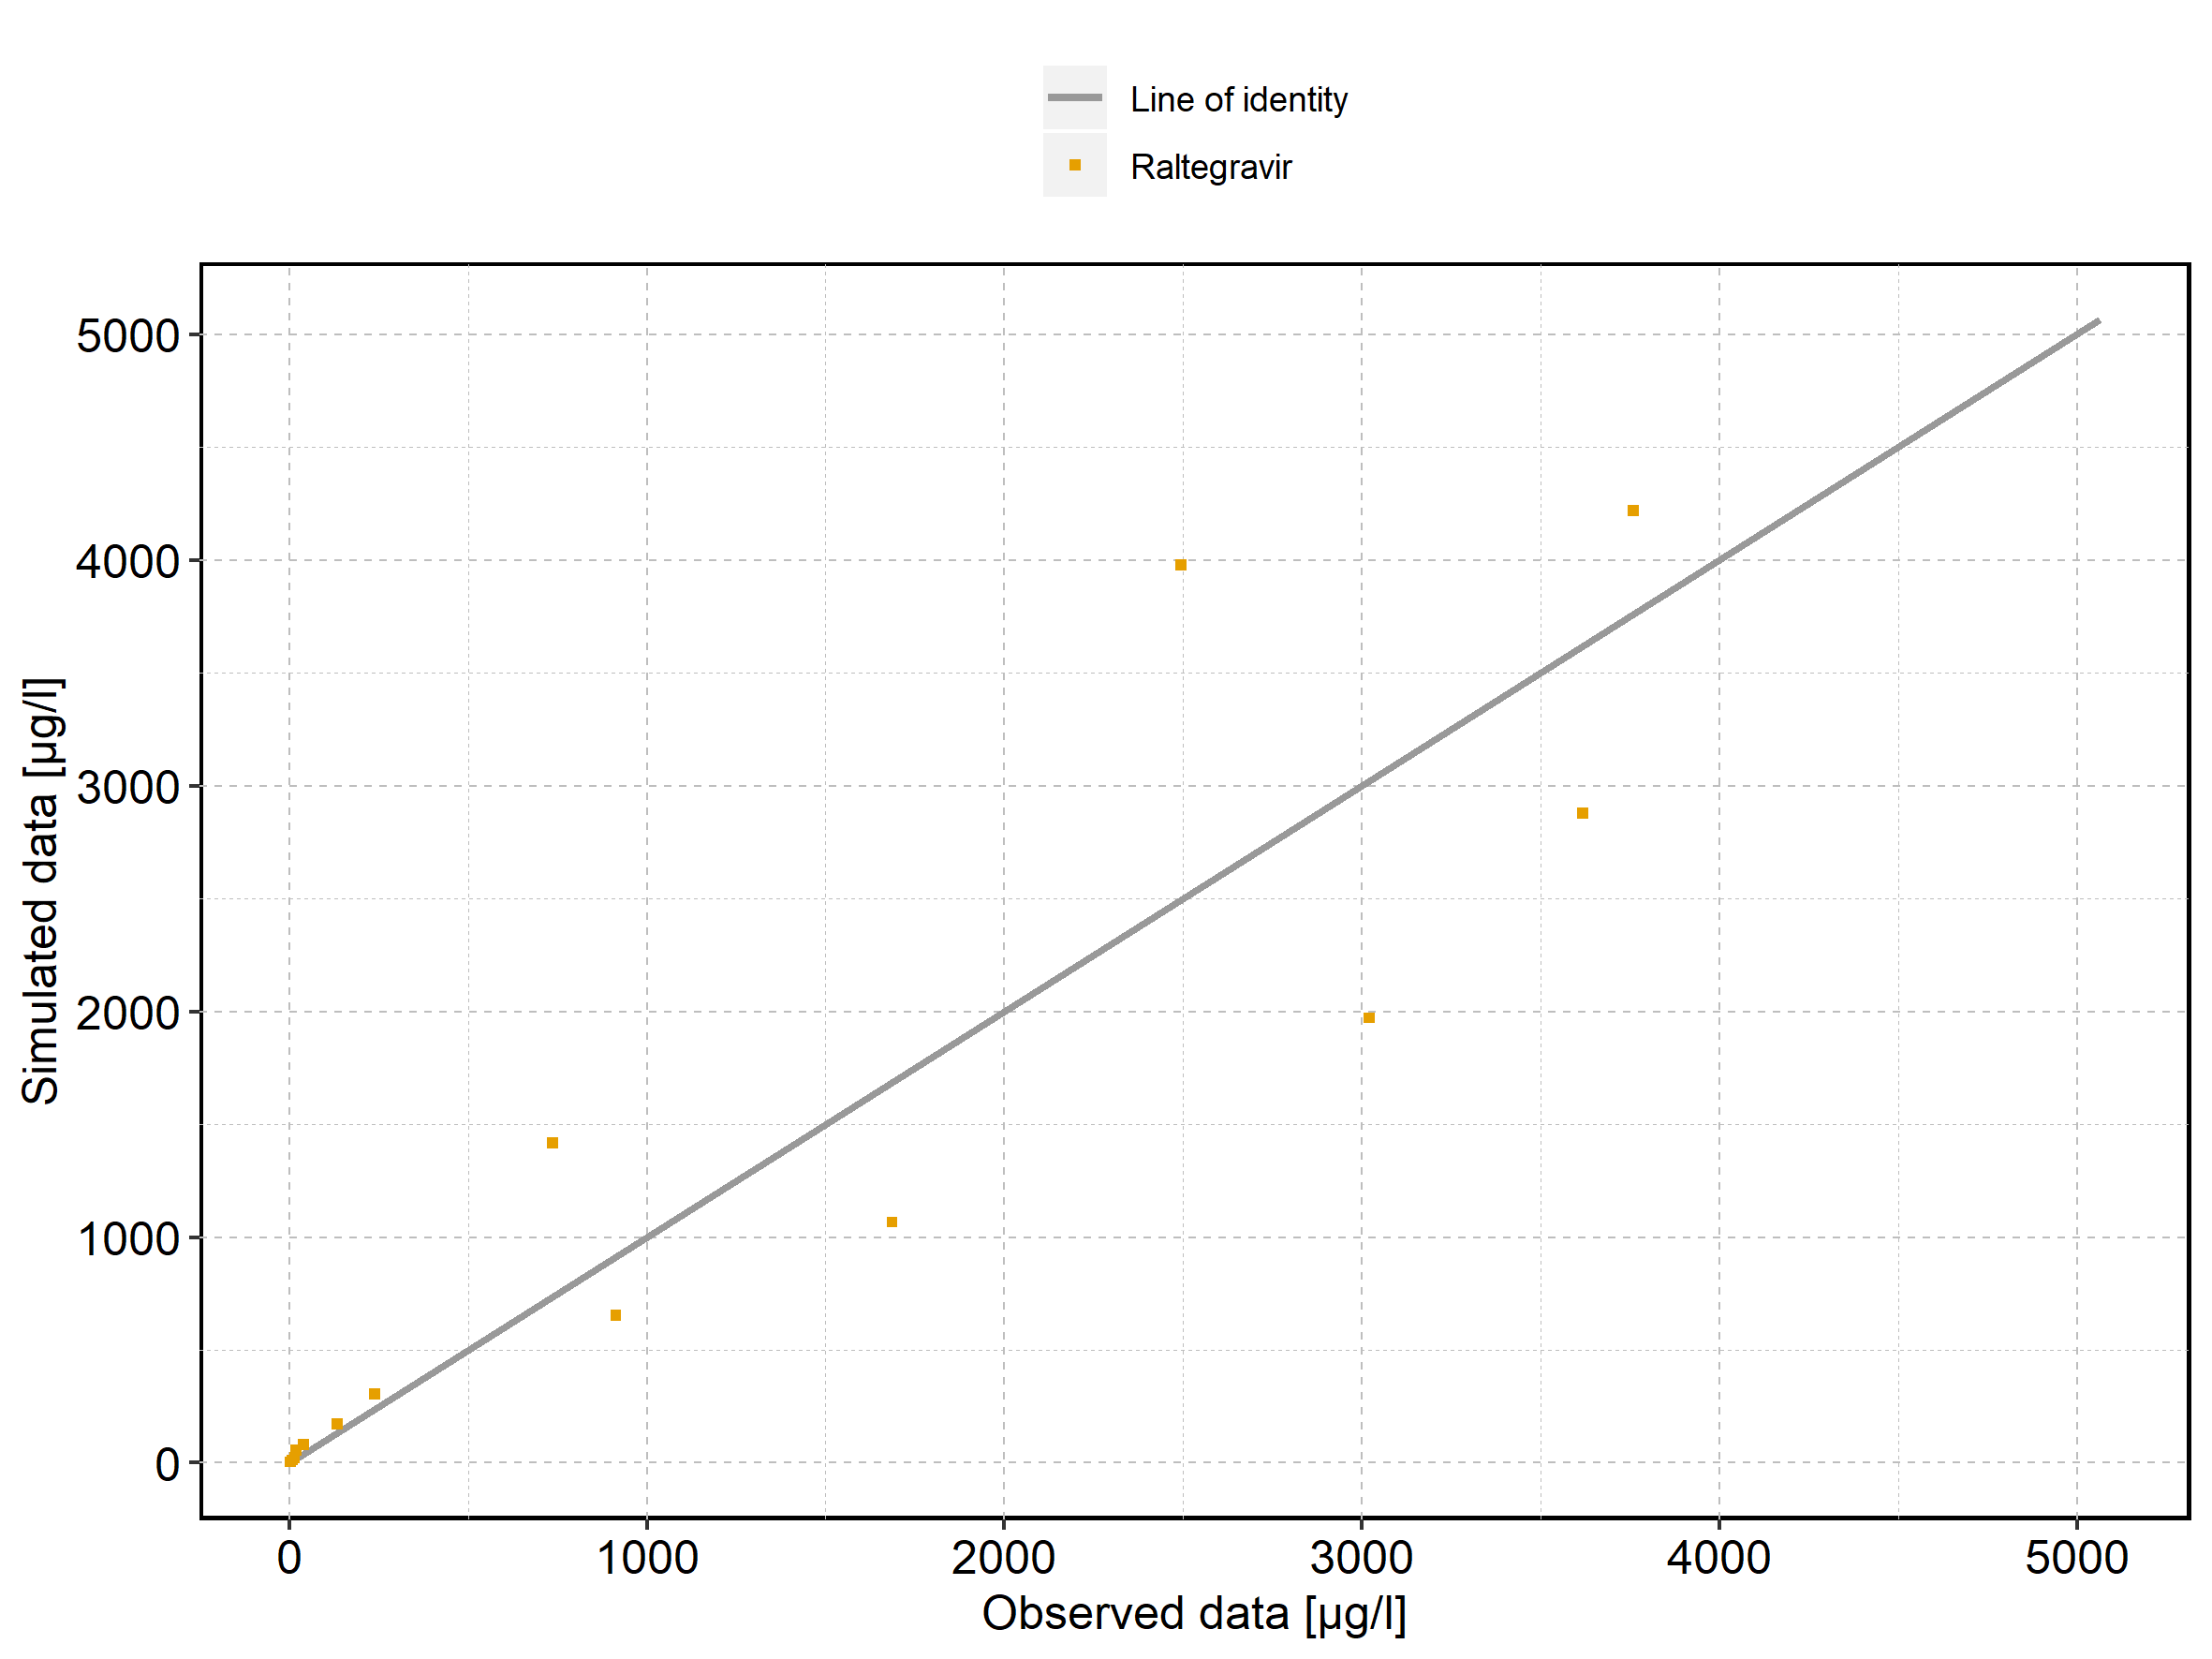 Line of identity
Raltegravir
5000
4000
3000
2000
1000
0
Simulated data [µg/l]
0 1000 2000 3000 4000 5000
Observed data [µg/l]